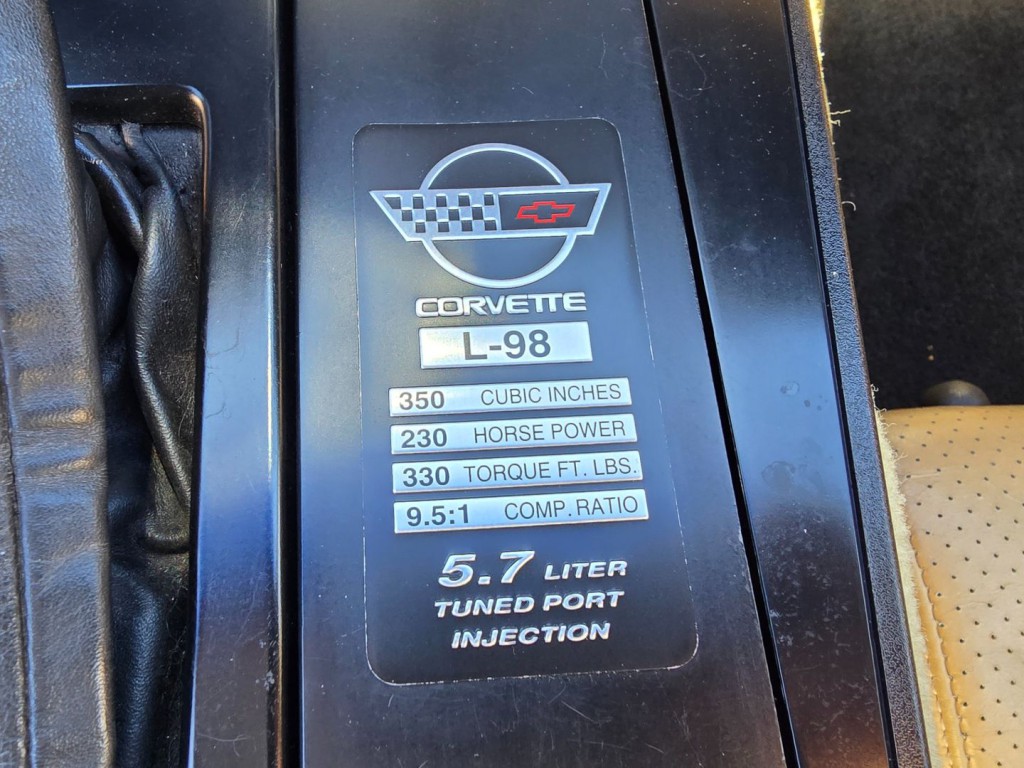 CORVETTE
L-98
350 CUBIC INCHES
230 HORSE POWER
330 TORQUE FT. LBS.
9.5:1 COMP. RATIO
5.7 LITER
TUNED PORT
INJECTION